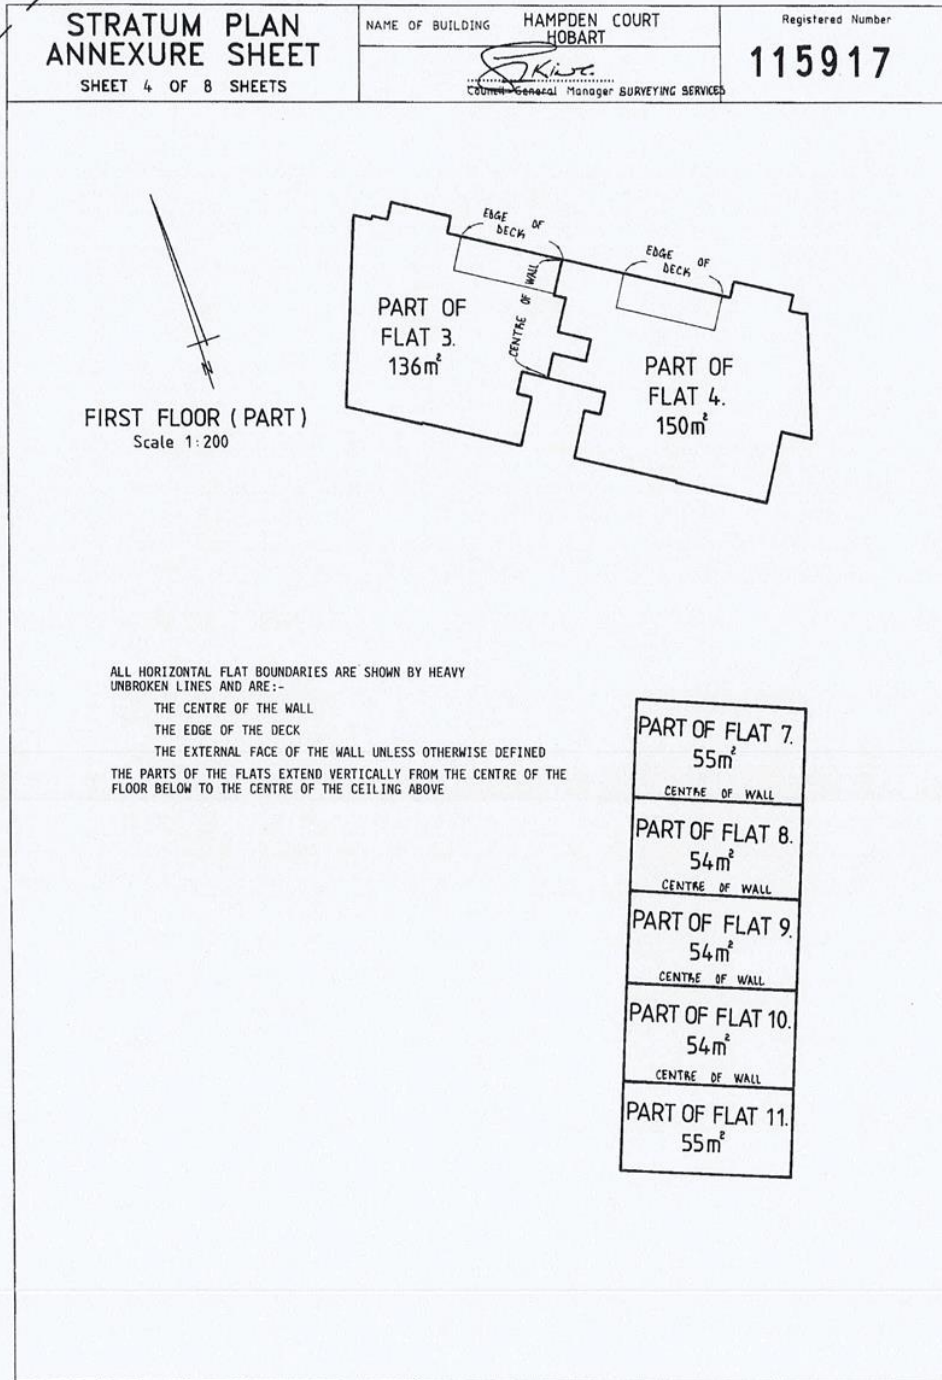 STRATUM PLAN
ANNEXURE SHEET
SHEET 4 OF 8 SHEETS
NAME OF BUILDING
HAMPDEN COURT
HOBART
Council General Manager SURVEYING SERVICES
Registered Number
115917
EDGE OF
DECK
EDGE OF
DECK
CENTRE OF WALL
PART OF
FLAT 3.
136m²
PART OF
FLAT 4.
150m²
N
FIRST FLOOR (PART)
Scale 1:200
ALL HORIZONTAL FLAT BOUNDARIES ARE SHOWN BY HEAVY
UNBROKEN LINES AND ARE:-
THE CENTRE OF THE WALL
THE EDGE OF THE DECK
THE EXTERNAL FACE OF THE WALL UNLESS OTHERWISE DEFINED
THE PARTS OF THE FLATS EXTEND VERTICALLY FROM THE CENTRE OF THE
FLOOR BELOW TO THE CENTRE OF THE CEILING ABOVE
PART OF FLAT 7.
55m²
CENTRE OF WALL
PART OF FLAT 8.
54m²
CENTRE OF WALL
PART OF FLAT 9.
54m²
CENTRE OF WALL
PART OF FLAT 10.
54m²
CENTRE OF WALL
PART OF FLAT 11.
55m²